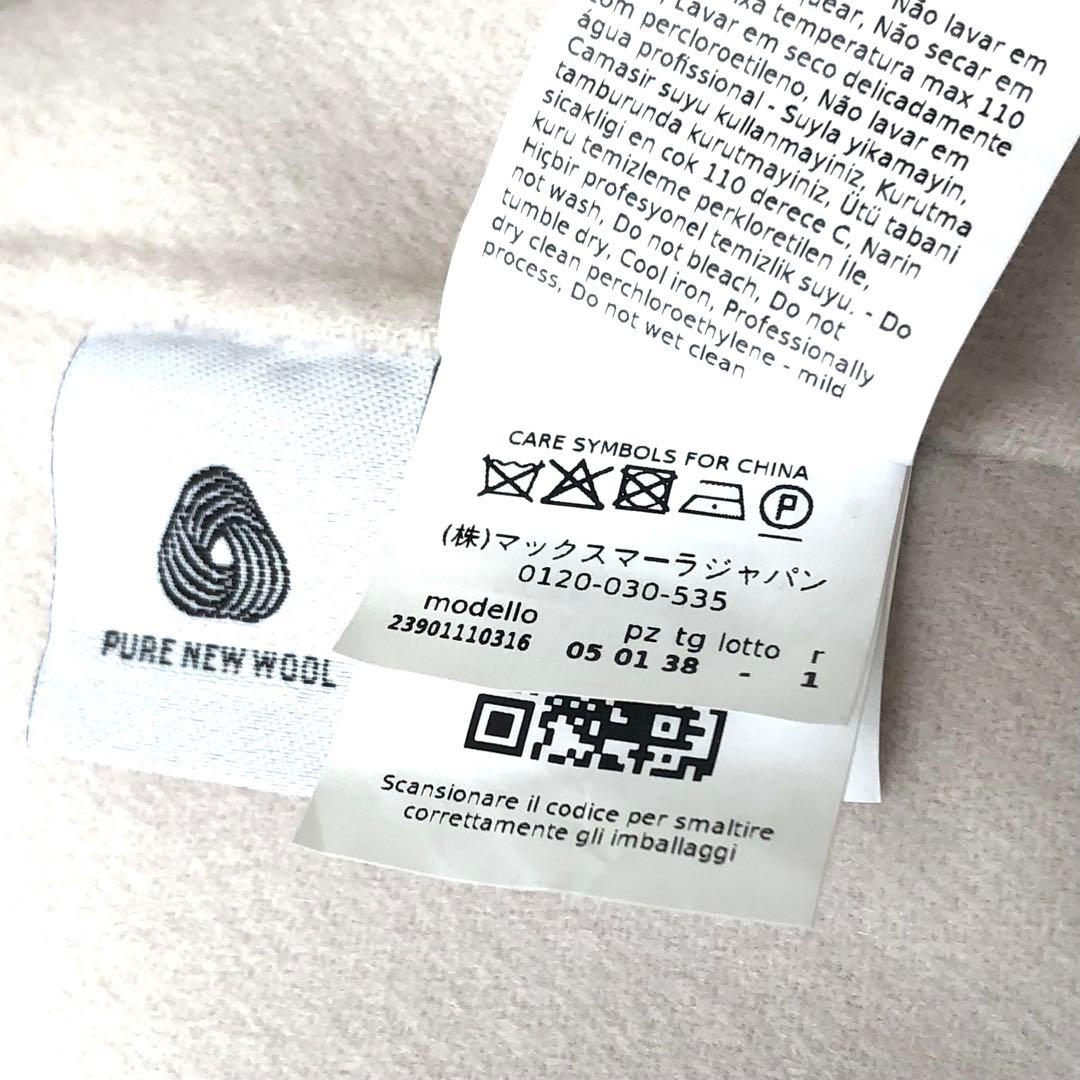 Não lavar em
ear, Não secar em
xa temperatura max 110
Lavar em seco delicadamente
om percloroetileno, Não lavar em
água profissional - Suyla yikamayin,
Camasir suyu kullanmayiniz, Kurutma
tamburunda kurutmayiniz, Ütü tabani
sicakligi en cok 110 derece C, Narin
kuru temizleme perkloretilen İle,
Hiçbir profesyonel temizlik suyu. - Do
not wash, Do not bleach, Do not
tumble dry, Cool iron, Professionally
dry clean perchloroethylene - mild
process, Do not wet clean
CARE SYMBOLS FOR CHINA
P
(株)マックスマーラジャパン
0120-030-535
modello pz tg lotto r
23901110316 05 01 38 - 1
PURE NEW WOOL
Scansionare il codice per smaltire
correttamente gli imballaggi